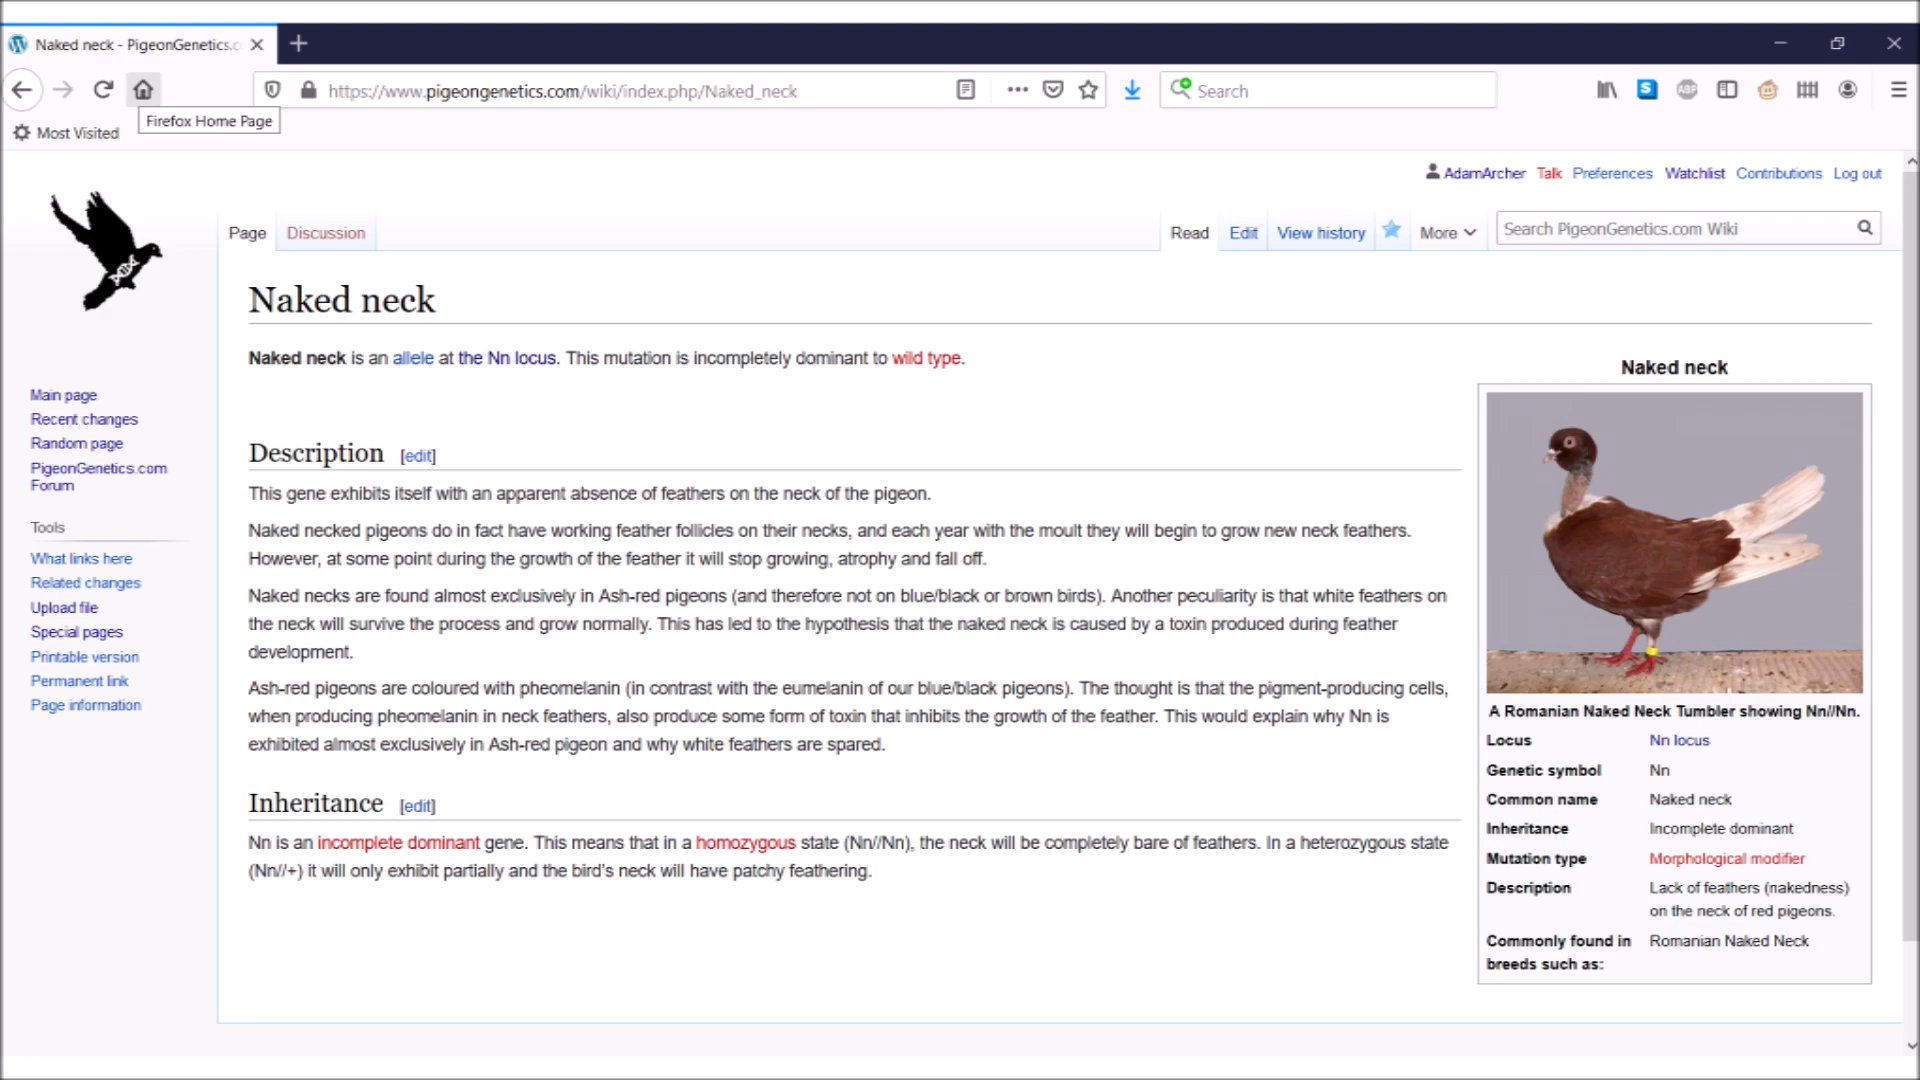 Naked neck - PigeonGenetics.c
https://www.pigeongenetics.com/wiki/index.php/Naked_neck
Search
S
ABP
Firefox Home Page
Most Visited
AdamArcher Talk Preferences Watchlist Contributions Log out
Page Discussion Read Edit View history More Search PigeonGenetics.com Wiki
Main page
Recent changes
Random page
PigeonGenetics.com
Forum
Tools
What links here
Related changes
Upload file
Special pages
Printable version
Permanent link
Page information
Naked neck
Naked neck is an allele at the Nn locus. This mutation is incompletely dominant to wild type.
Description [edit]
This gene exhibits itself with an apparent absence of feathers on the neck of the pigeon.
Naked necked pigeons do in fact have working feather follicles on their necks, and each year with the moult they will begin to grow new neck feathers.
However, at some point during the growth of the feather it will stop growing, atrophy and fall off.
Naked necks are found almost exclusively in Ash-red pigeons (and therefore not on blue/black or brown birds). Another peculiarity is that white feathers on
the neck will survive the process and grow normally. This has led to the hypothesis that the naked neck is caused by a toxin produced during feather
development.
Ash-red pigeons are coloured with pheomelanin (in contrast with the eumelanin of our blue/black pigeons). The thought is that the pigment-producing cells,
when producing pheomelanin in neck feathers, also produce some form of toxin that inhibits the growth of the feather. This would explain why Nn is
exhibited almost exclusively in Ash-red pigeon and why white feathers are spared.
Inheritance [edit]
Nn is an incomplete dominant gene. This means that in a homozygous state (Nn//Nn), the neck will be completely bare of feathers. In a heterozygous state
(Nn//+) it will only exhibit partially and the bird's neck will have patchy feathering.
Naked neck
A Romanian Naked Neck Tumbler showing Nn//Nn.
Locus Nn locus
Genetic symbol Nn
Common name Naked neck
Inheritance Incomplete dominant
Mutation type Morphological modifier
Description Lack of feathers (nakedness)
on the neck of red pigeons.
Commonly found in Romanian Naked Neck
breeds such as: